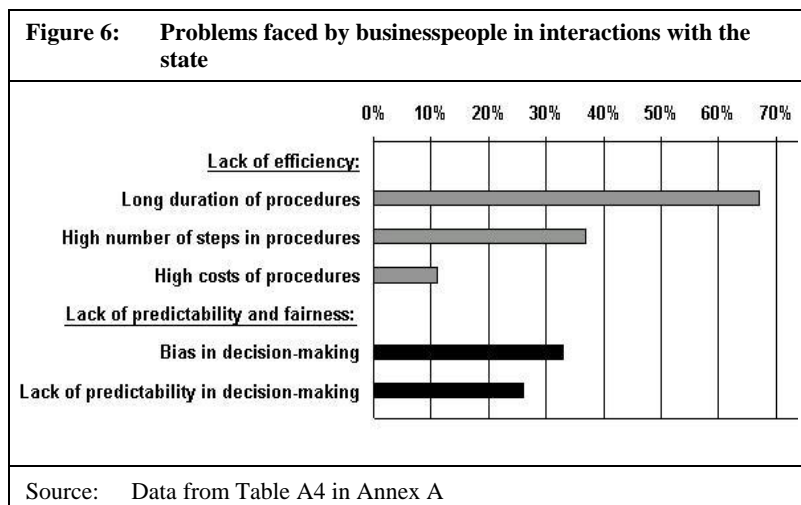 Figure 6: Problems faced by businesspeople in interactions with the
state
0% 10% 20% 30% 40% 50% 60% 70%
Lack of efficiency:
Long duration of procedures
High number of steps in procedures
High costs of procedures
Lack of predictability and fairness:
Bias in decision-making
Lack of predictability in decision-making
Source: Data from Table A4 in Annex A